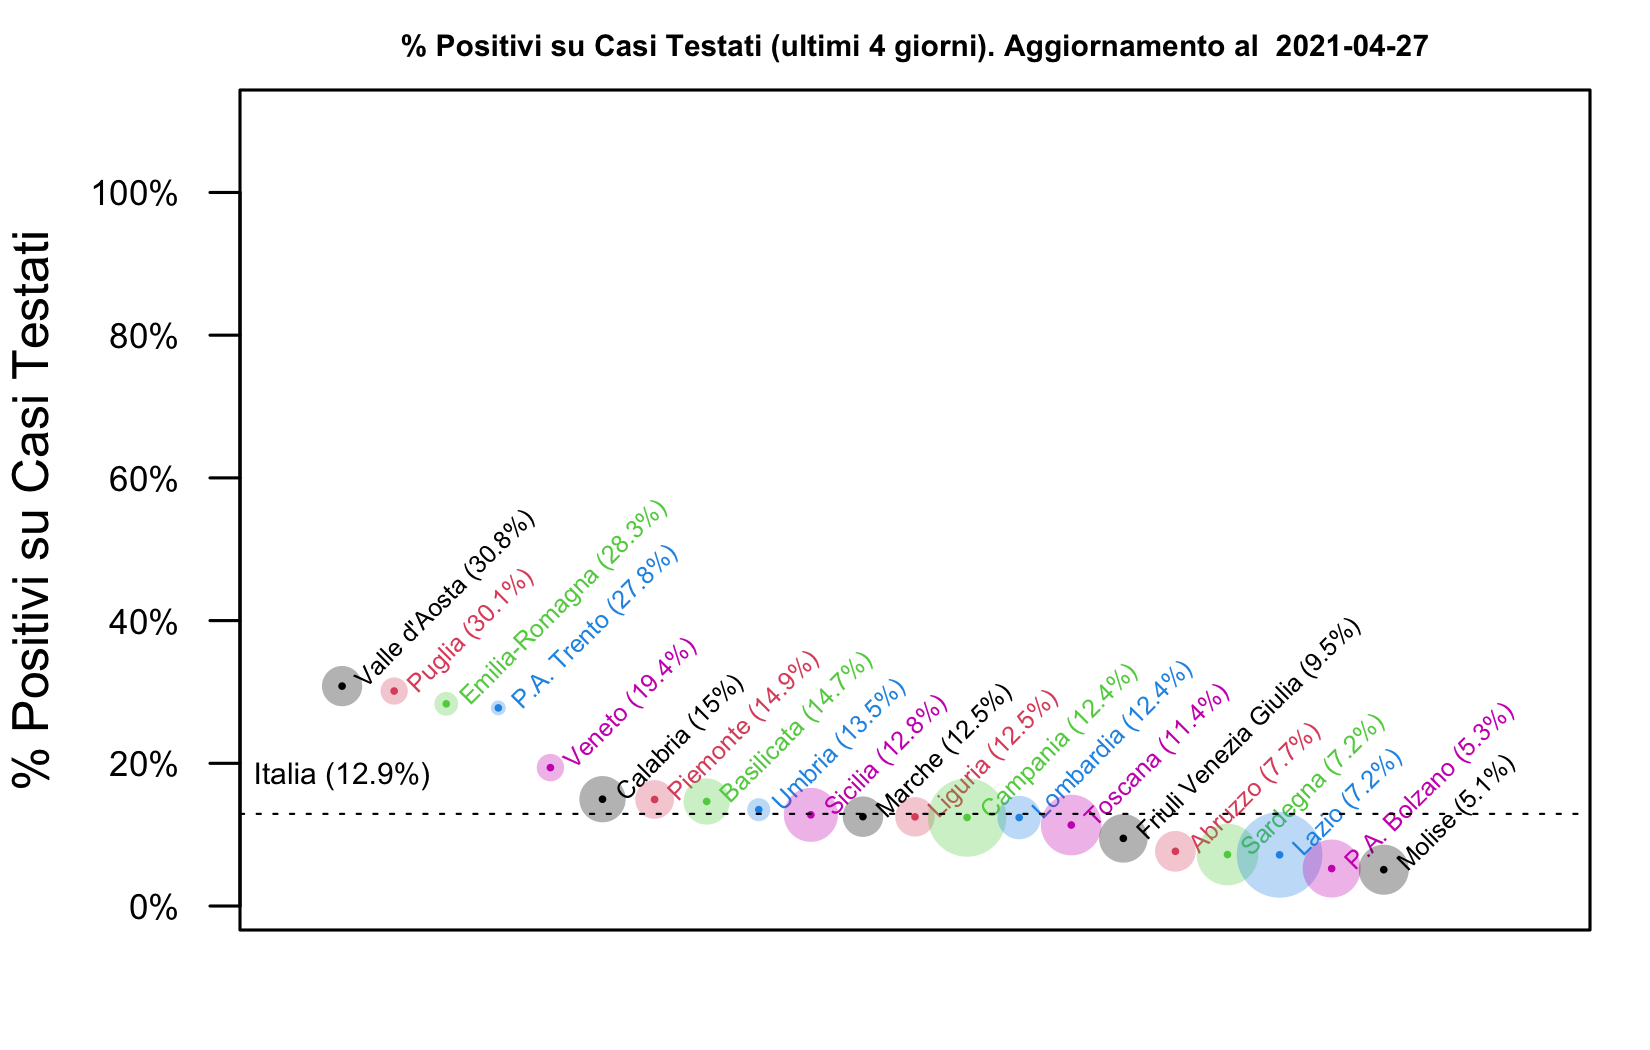 % Positivi su Casi Testati (ultimi 4 giorni). Aggiornamento al  2021-04-27
% Positivi su Casi Testati
100%
80%
60%
40%
20%
0%
Italia (12.9%)
Valle d'Aosta (30.8%)
Puglia (30.1%)
Emilia-Romagna (28.3%)
P.A. Trento (27.8%)
Veneto (19.4%)
Calabria (15%)
Piemonte (14.9%)
Basilicata (14.7%)
Umbria (13.5%)
Sicilia (12.8%)
Marche (12.5%)
Liguria (12.5%)
Campania (12.4%)
Lombardia (12.4%)
Toscana (11.4%)
Friuli Venezia Giulia (9.5%)
Abruzzo (7.7%)
Sardegna (7.2%)
Lazio (7.2%)
P.A. Bolzano (5.3%)
Molise (5.1%)